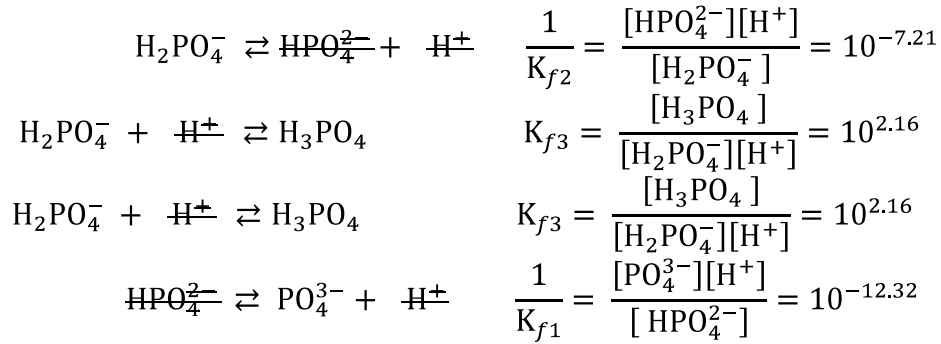 H₂PO₄⁻ ⇄ ~~HPO₄²⁻~~ + ~~H⁺~~ 1/K_f2 = [HPO₄²⁻][H⁺]/[H₂PO₄⁻ ] = 10^−7.21
H₂PO₄⁻ + ~~H⁺~~ ⇄ H₃PO₄ K_f3 = [H₃PO₄ ]/[H₂PO₄⁻][H⁺] = 10^2.16
H₂PO₄⁻ + ~~H⁺~~ ⇄ H₃PO₄ K_f3 = [H₃PO₄ ]/[H₂PO₄⁻][H⁺] = 10^2.16
~~HPO₄²⁻~~ ⇄ PO₄³⁻ + ~~H⁺~~ 1/K_f1 = [PO₄³⁻][H⁺]/[ HPO₄²⁻] = 10^−12.32